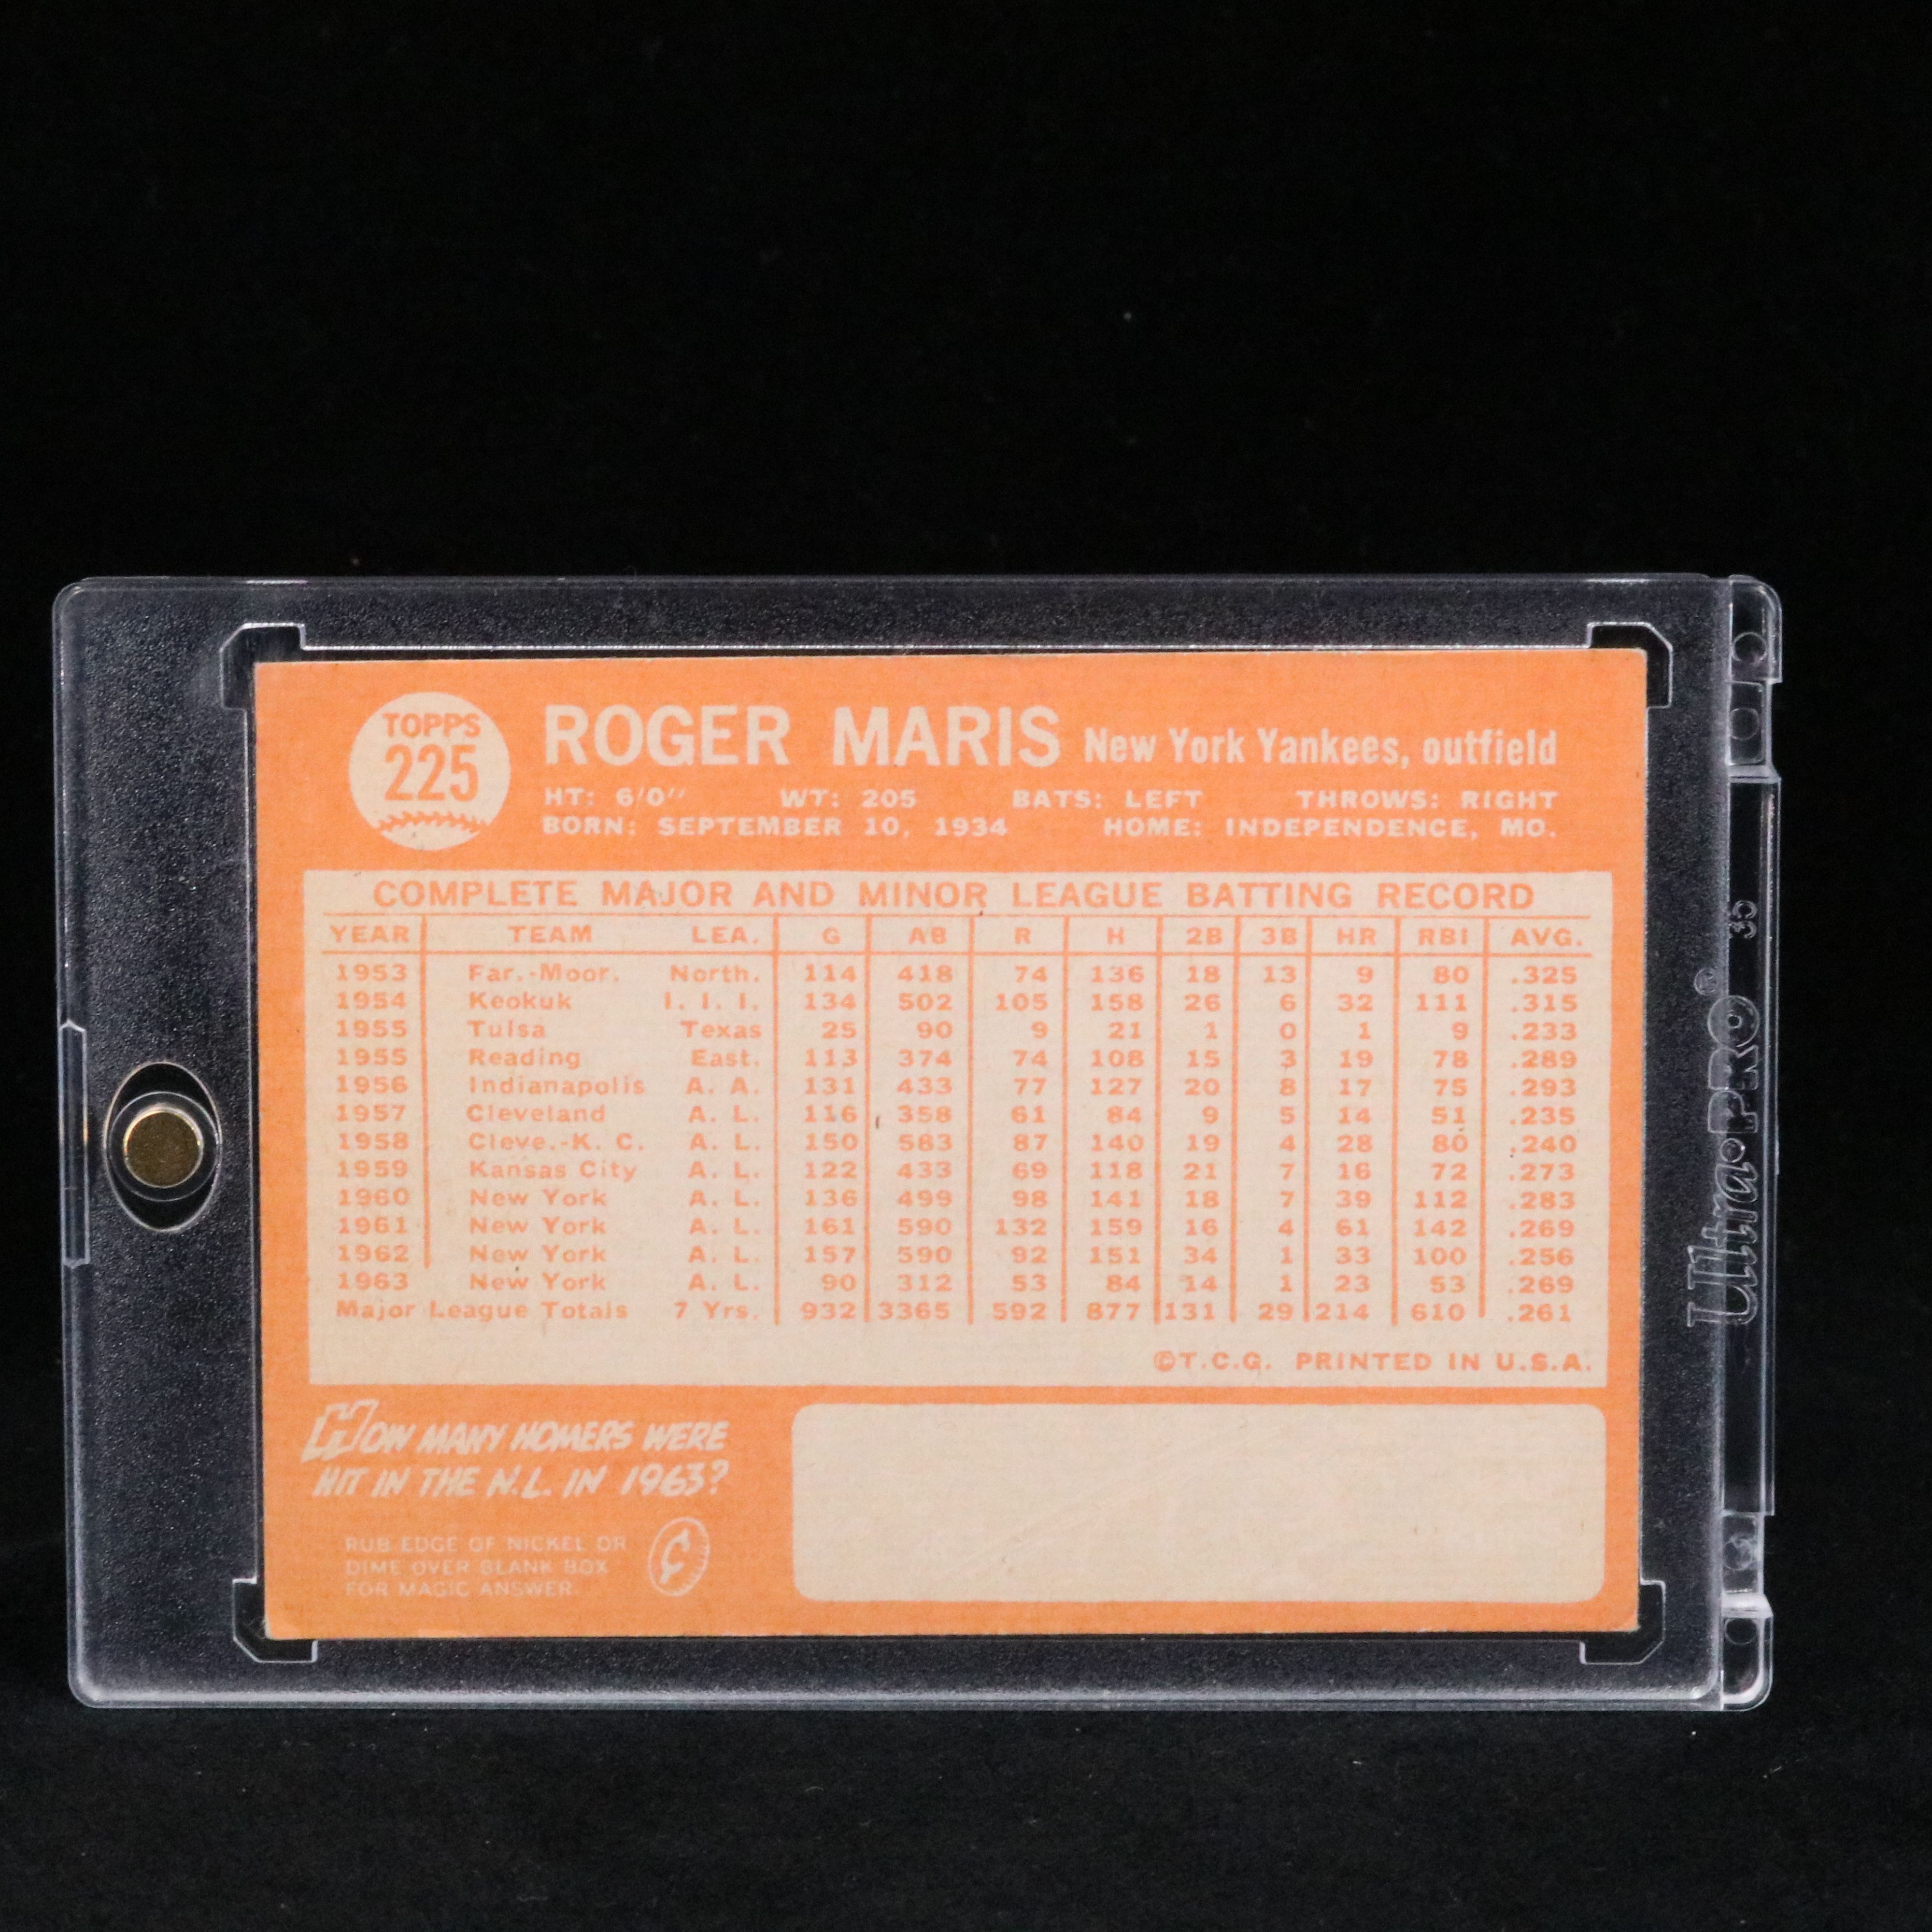 TOPPS
225
ROGER MARIS New York Yankees, outfield
HT: 6'0" WT: 205 BATS: LEFT THROWS: RIGHT
BORN: SEPTEMBER 10, 1934 HOME: INDEPENDENCE, MO.
COMPLETE MAJOR AND MINOR LEAGUE BATTING RECORD
YEAR TEAM LEA. G AB R H 2B 3B HR RBI AVG.
1953 Far.-Moor. North. 114 418 74 136 18 13 9 80 .325
1954 Keokuk I. I. I. 134 502 105 158 26 6 32 111 .315
1955 Tulsa Texas 25 90 9 21 1 0 1 9 .233
1955 Reading East. 113 374 74 108 15 3 19 78 .289
1956 Indianapolis A. A. 131 433 77 127 20 8 17 75 .293
1957 Cleveland A. L. 116 358 61 84 9 5 14 51 .235
1958 Cleve.-K. C. A. L. 150 583 87 140 19 4 28 80 .240
1959 Kansas City A. L. 122 433 69 118 21 7 16 72 .273
1960 New York A. L. 136 499 98 141 18 7 39 112 .283
1961 New York A. L. 161 590 132 159 16 4 61 142 .269
1962 New York A. L. 157 590 92 151 34 1 33 100 .256
1963 New York A. L. 90 312 53 84 14 1 23 53 .269
Major League Totals 7 Yrs. 932 3365 592 877 131 29 214 610 .261
©T.C.G. PRINTED IN U.S.A.
HOW MANY HOMERS WERE
HIT IN THE N.L. IN 1963?
RUB EDGE OF NICKEL OR
DIME OVER BLANK BOX
FOR MAGIC ANSWER
¢
Ultra•PRO® 35